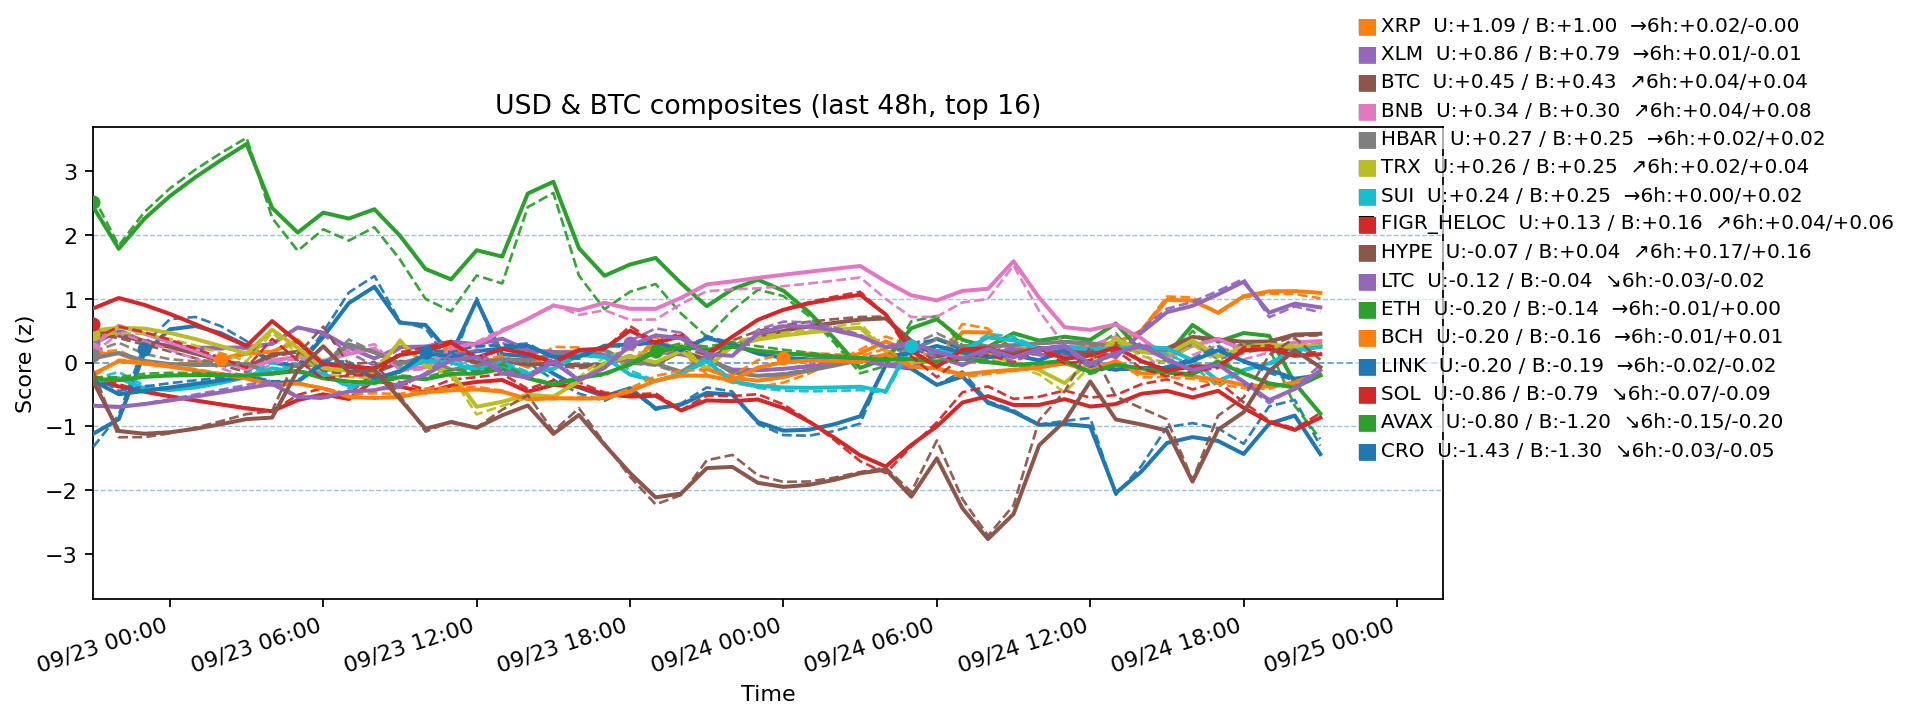 XRP  U:+1.09 / B:+1.00  →6h:+0.02/-0.00
XLM  U:+0.86 / B:+0.79  →6h:+0.01/-0.01
BTC  U:+0.45 / B:+0.43  ↗6h:+0.04/+0.04
USD & BTC composites (last 48h, top 16)
BNB  U:+0.34 / B:+0.30  ↗6h:+0.04/+0.08
HBAR  U:+0.27 / B:+0.25  →6h:+0.02/+0.02
TRX  U:+0.26 / B:+0.25  ↗6h:+0.02/+0.04
SUI  U:+0.24 / B:+0.25  →6h:+0.00/+0.02
FIGR_HELOC  U:+0.13 / B:+0.16  ↗6h:+0.04/+0.06
HYPE  U:-0.07 / B:+0.04  ↗6h:+0.17/+0.16
LTC  U:-0.12 / B:-0.04  ↘6h:-0.03/-0.02
ETH  U:-0.20 / B:-0.14  →6h:-0.01/+0.00
BCH  U:-0.20 / B:-0.16  →6h:-0.01/+0.01
LINK  U:-0.20 / B:-0.19  →6h:-0.02/-0.02
SOL  U:-0.86 / B:-0.79  ↘6h:-0.07/-0.09
AVAX  U:-0.80 / B:-1.20  ↘6h:-0.15/-0.20
CRO  U:-1.43 / B:-1.30  ↘6h:-0.03/-0.05
Score (z)
3
2
1
0
−1
−2
−3
09/23 00:00
09/23 06:00
09/23 12:00
09/23 18:00
09/24 00:00
09/24 06:00
09/24 12:00
09/24 18:00
09/25 00:00
Time